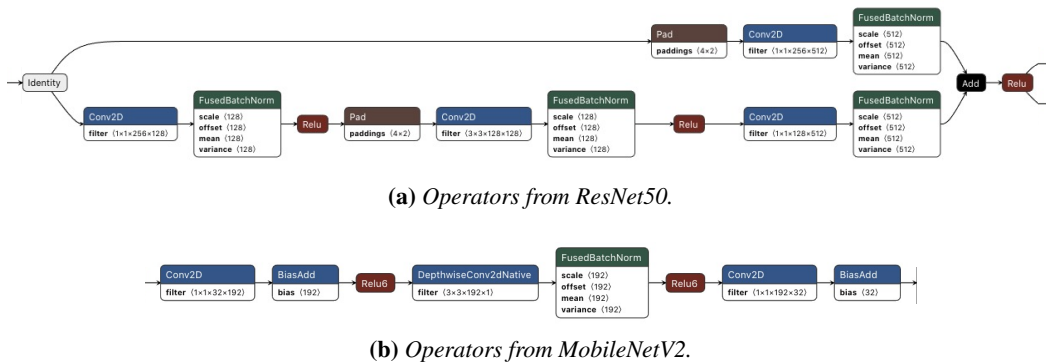 Identity
Pad
paddings ⟨4×2⟩
Conv2D
filter ⟨1×1×256×512⟩
FusedBatchNorm
scale ⟨512⟩
offset ⟨512⟩
mean ⟨512⟩
variance ⟨512⟩
Conv2D
filter ⟨1×1×256×128⟩
FusedBatchNorm
scale ⟨128⟩
offset ⟨128⟩
mean ⟨128⟩
variance ⟨128⟩
Relu
Pad
paddings ⟨4×2⟩
Conv2D
filter ⟨3×3×128×128⟩
FusedBatchNorm
scale ⟨128⟩
offset ⟨128⟩
mean ⟨128⟩
variance ⟨128⟩
Relu
Conv2D
filter ⟨1×1×128×512⟩
FusedBatchNorm
scale ⟨512⟩
offset ⟨512⟩
mean ⟨512⟩
variance ⟨512⟩
Add
Relu
(a) Operators from ResNet50.
Conv2D
filter ⟨1×1×32×192⟩
BiasAdd
bias ⟨192⟩
Relu6
DepthwiseConv2dNative
filter ⟨3×3×192×1⟩
FusedBatchNorm
scale ⟨192⟩
offset ⟨192⟩
mean ⟨192⟩
variance ⟨192⟩
Relu6
Conv2D
filter ⟨1×1×192×32⟩
BiasAdd
bias ⟨32⟩
(b) Operators from MobileNetV2.